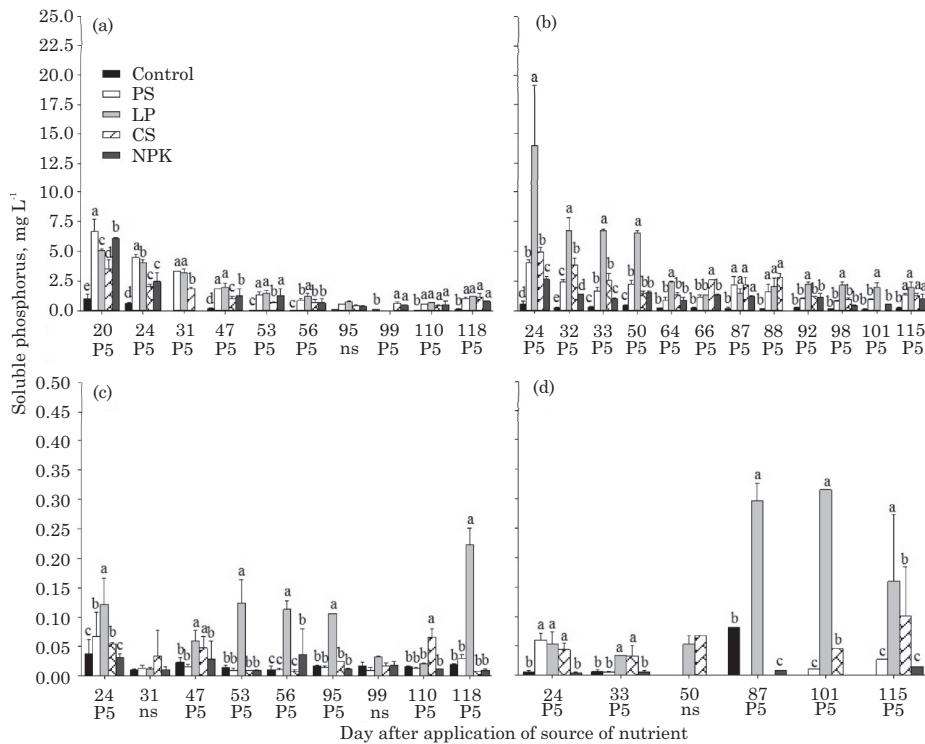 Soluble phosphorus, mg L⁻¹
25.0
22.5
20.0
17.5
15.0
12.5
10.0
7.5
5.0
2.5
0.0
(a)
Control
PS
LP
CS
NPK
e a c d b
d a b c c
a a b
d a a c b
20 24 31 47 53 56 95 99 110 118
P5 P5 P5 P5 P5 P5 ns P5 P5 P5
(b)
d b a b c
e c a b d
24 32 33 50 64 66 87 88 92 98 101 115
P5 P5 P5 P5 P5 P5 P5 P5 P5 P5 P5 P5
0.50
0.45
0.40
0.35
0.30
0.25
0.20
0.15
0.10
0.05
0.00
(c)
c b a b c
b b a a b
b b a b b
c c a c b
b b a b b
b b b a b
b b a b b
24 31 47 53 56 95 99 110 118
P5 ns P5 P5 P5 P5 ns P5 P5
(d)
b a a a b
b b a a b
b a c
c a b
c a b c
24 33 50 87 101 115
P5 P5 ns P5 P5 P5
Day after application of source of nutrient